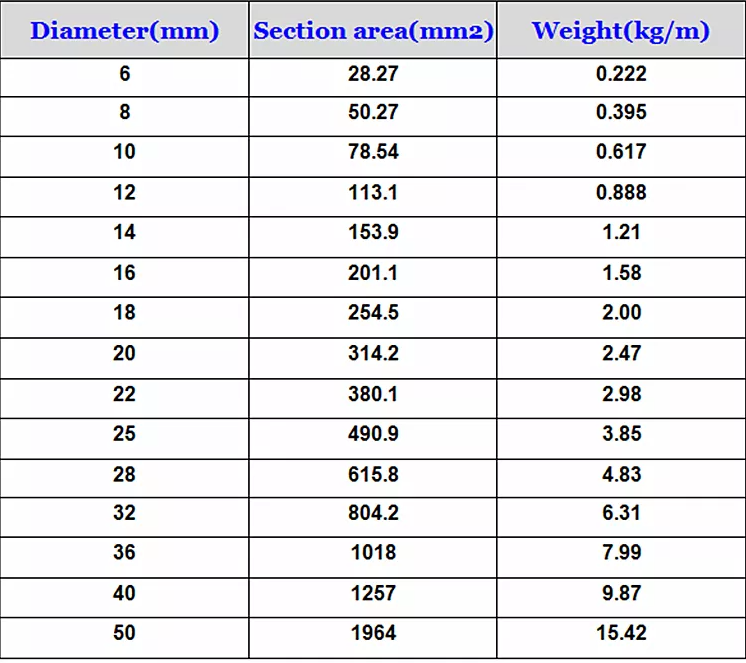 Diameter(mm) Section area(mm2) Weight(kg/m)
6 28.27 0.222
8 50.27 0.395
10 78.54 0.617
12 113.1 0.888
14 153.9 1.21
16 201.1 1.58
18 254.5 2.00
20 314.2 2.47
22 380.1 2.98
25 490.9 3.85
28 615.8 4.83
32 804.2 6.31
36 1018 7.99
40 1257 9.87
50 1964 15.42